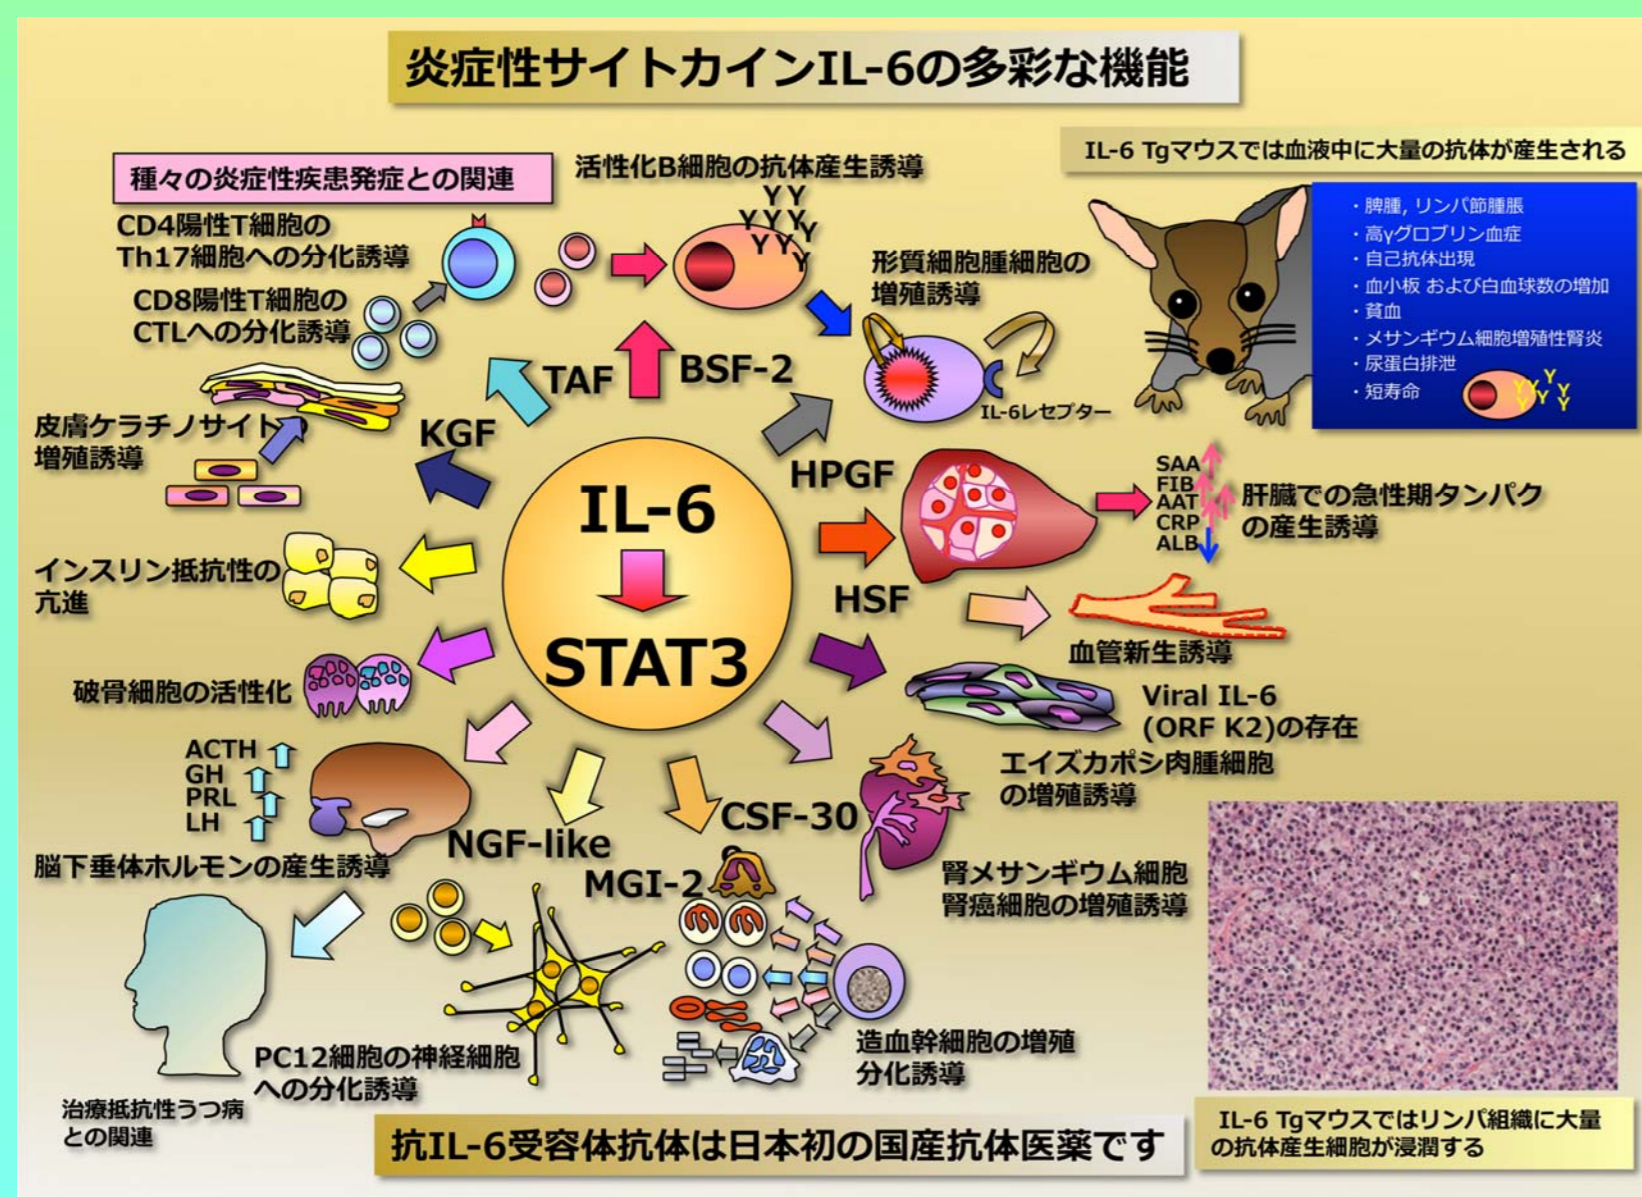 炎症性サイトカインIL-6の多彩な機能
IL-6 Tgマウスでは血液中に大量の抗体が産生される
種々の炎症性疾患発症との関連
活性化B細胞の抗体産生誘導
YY
YYYY
YYY
CD4陽性T細胞の
Th17細胞への分化誘導
CD8陽性T細胞の
CTLへの分化誘導
形質細胞腫細胞の
増殖誘導
IL-6レセプター
・脾腫, リンパ節腫脹
・高γグロブリン血症
・自己抗体出現
・血小板 および白血球数の増加
・貧血
・メサンギウム細胞増殖性腎炎
・尿蛋白排泄
・短寿命
TAF
BSF-2
KGF
HPGF
HSF
皮膚ケラチノサイトの
増殖誘導
IL-6
STAT3
SAA
FIB
AAT
CRP
ALB
肝臓での急性期タンパク
の産生誘導
インスリン抵抗性の
亢進
血管新生誘導
破骨細胞の活性化
Viral IL-6
(ORF K2)の存在
エイズカポシ肉腫細胞
の増殖誘導
ACTH
GH
PRL
LH
脳下垂体ホルモンの産生誘導
NGF-like
CSF-30
MGI-2
腎メサンギウム細胞
腎癌細胞の増殖誘導
PC12細胞の神経細胞
への分化誘導
造血幹細胞の増殖
分化誘導
治療抵抗性うつ病
との関連
抗IL-6受容体抗体は日本初の国産抗体医薬です
IL-6 Tgマウスではリンパ組織に大量
の抗体産生細胞が浸潤する